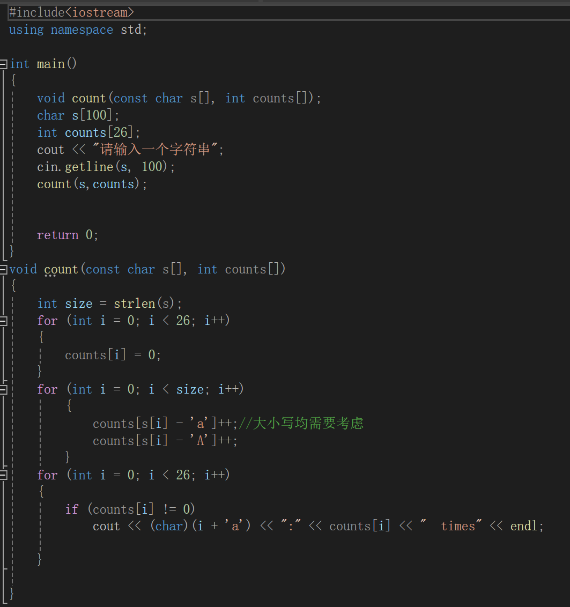 #include<iostream>
using namespace std;
int main()
{
void count(const char s[], int counts[]);
char s[100];
int counts[26];
cout << "请输入一个字符串";
cin.getline(s, 100);
count(s,counts);
return 0;
}
void count(const char s[], int counts[])
{
int size = strlen(s);
for (int i = 0; i < 26; i++)
{
counts[i] = 0;
}
for (int i = 0; i < size; i++)
{
counts[s[i] - 'a']++;//大小写均需要考虑
counts[s[i] - 'A']++;
}
for (int i = 0; i < 26; i++)
{
if (counts[i] != 0)
cout << (char)(i + 'a') << ":" << counts[i] << "  times" << endl;
}
}